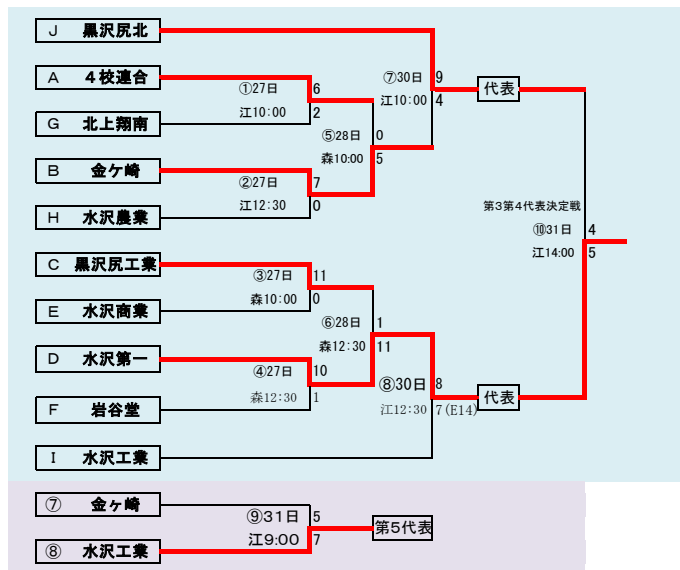 J 黒沢尻北
A 4校連合
G 北上翔南
B 金ケ崎
H 水沢農業
C 黒沢尻工業
E 水沢商業
D 水沢第一
F 岩谷堂
I 水沢工業
⑦ 金ヶ崎
⑧ 水沢工業
①27日 6
江10:00 2
②27日 7
江12:30 0
③27日 11
森10:00 0
④27日 10
森12:30 1
⑤28日 0
森10:00 5
⑥28日 1
森12:30 11
⑦30日 9
江10:00 4
⑧30日 8
江12:30 7(E14)
代表
代表
第3第4代表決定戦
⑩31日 4
江14:00 5
⑨31日 5
江9:00 7
第5代表